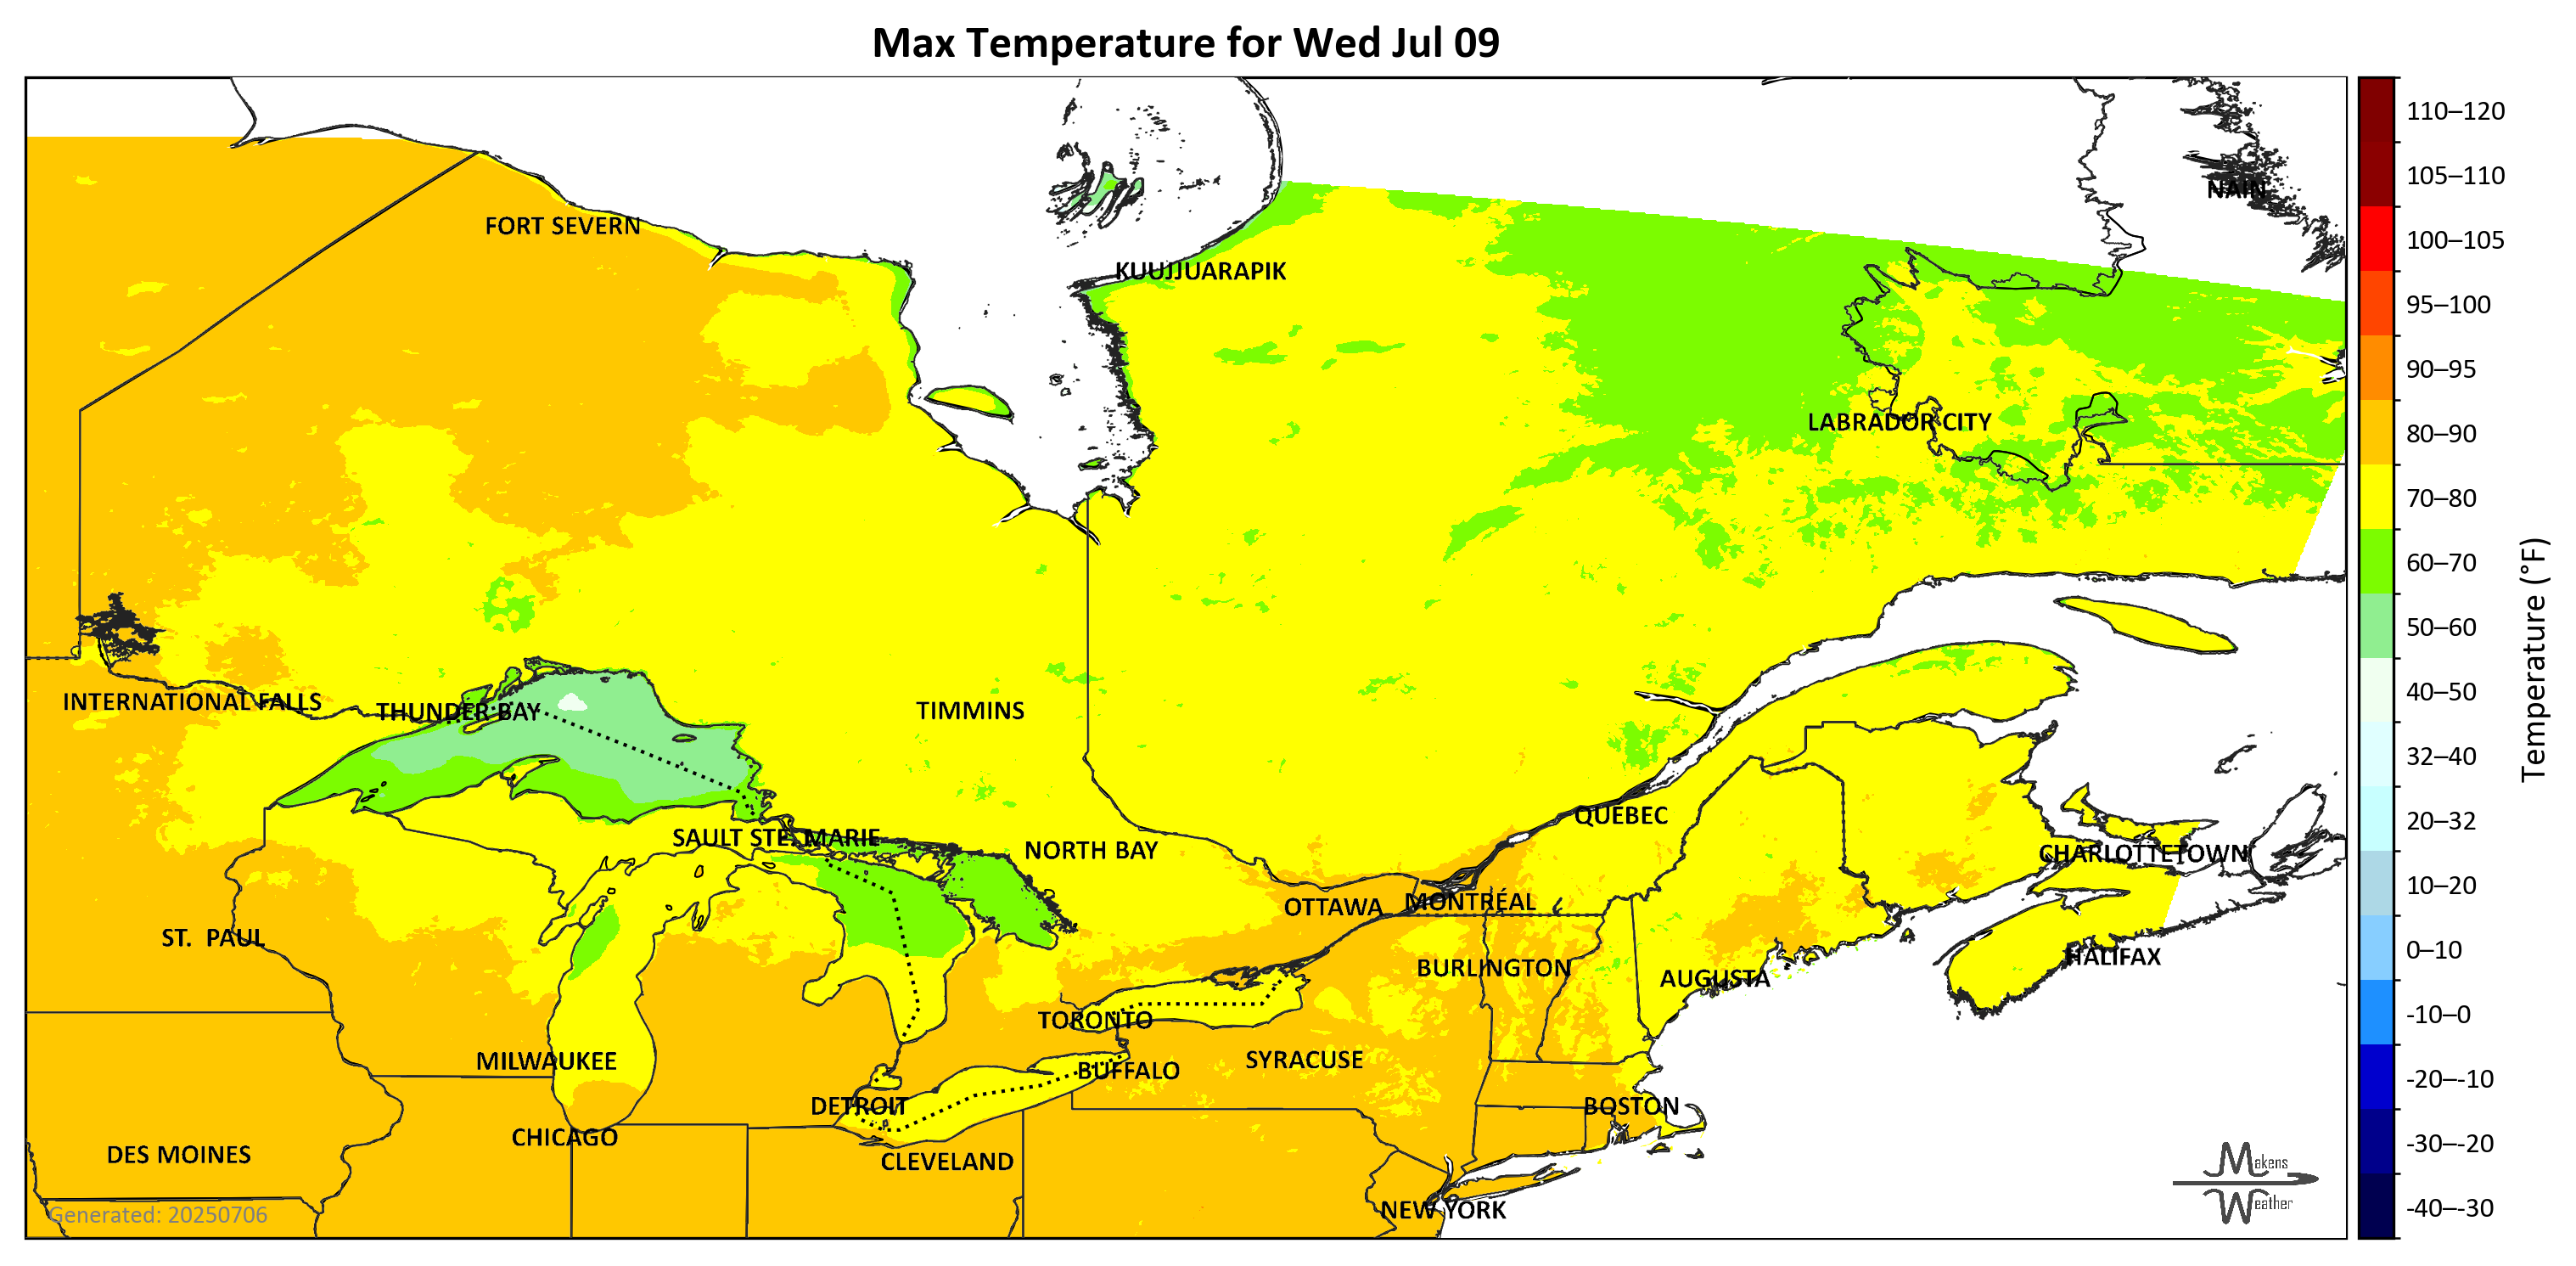 Max Temperature for Wed Jul 09
NAIN
FORT SEVERN
KUUJJUARAPIK
LABRADOR CITY
INTERNATIONAL FALLS
THUNDER BAY
TIMMINS
QUEBEC
SAULT STE. MARIE
NORTH BAY
CHARLOTTETOWN
OTTAWA
MONTRÉAL
ST. PAUL
HALIFAX
BURLINGTON
AUGUSTA
TORONTO
MILWAUKEE
SYRACUSE
BUFFALO
DETROIT
BOSTON
CHICAGO
DES MOINES
CLEVELAND
NEW YORK
Generated: 20250706
Makens
Weather
110–120
105–110
100–105
95–100
90–95
80–90
70–80
60–70
50–60
40–50
32–40
20–32
10–20
0–10
-10–0
-20–-10
-30–-20
-40–-30
Temperature (°F)